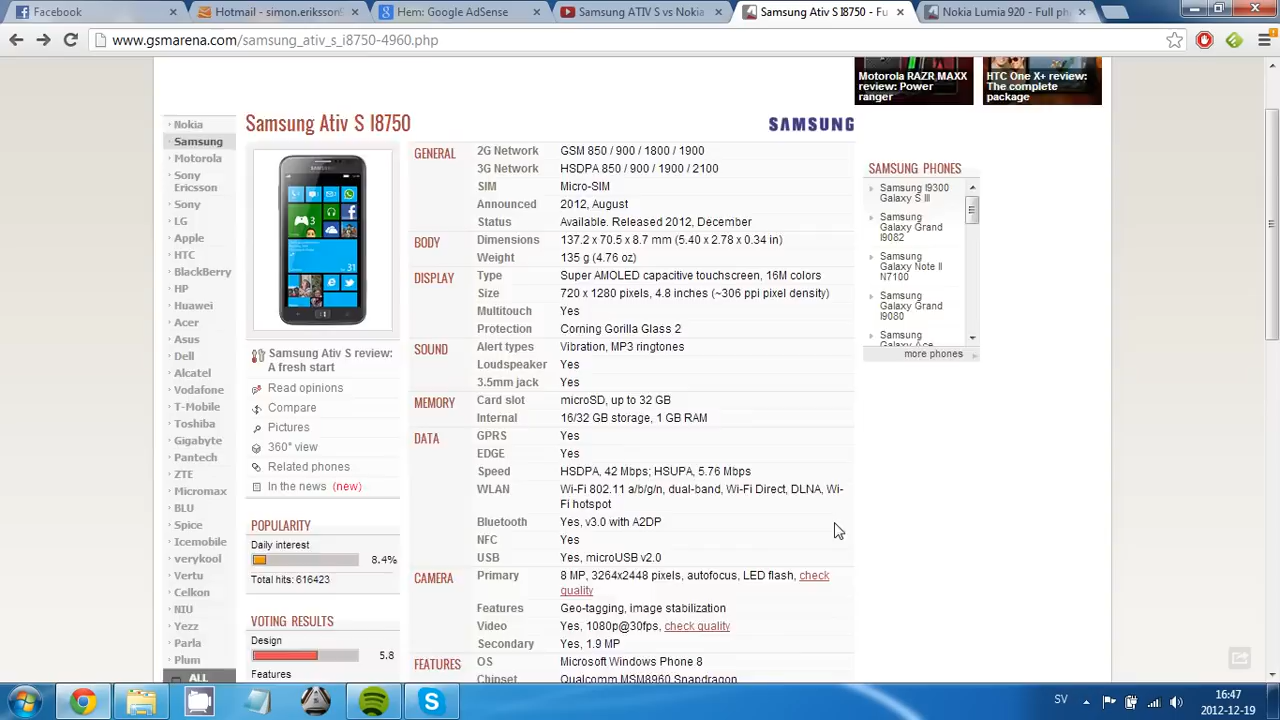 Facebook
Hotmail - simon.eriksson
Hem: Google AdSense
Samsung ATIV S vs Nokia
Samsung Ativ S I8750 - Fu
Nokia Lumia 920 - Full ph
www.gsmarena.com/samsung_ativ_s_i8750-4960.php
Motorola RAZR MAXX
review: Power
ranger
HTC One X+ review:
The complete
package
Nokia
Samsung
Motorola
Sony
Ericsson
Sony
LG
Apple
HTC
BlackBerry
HP
Huawei
Acer
Asus
Dell
Alcatel
Vodafone
T-Mobile
Toshiba
Gigabyte
Pantech
ZTE
Micromax
BLU
Spice
Icemobile
verykool
Vertu
Celkon
NIU
Yezz
Parla
Plum
ALL
Samsung Ativ S I8750
SAMSUNG
Samsung Ativ S review:
A fresh start
Read opinions
Compare
Pictures
360° view
Related phones
In the news (new)
POPULARITY
Daily interest
8.4%
Total hits: 616423
VOTING RESULTS
Design
5.8
Features
GENERAL 2G Network GSM 850 / 900 / 1800 / 1900
3G Network HSDPA 850 / 900 / 1900 / 2100
SIM Micro-SIM
Announced 2012, August
Status Available. Released 2012, December
BODY Dimensions 137.2 x 70.5 x 8.7 mm (5.40 x 2.78 x 0.34 in)
Weight 135 g (4.76 oz)
DISPLAY Type Super AMOLED capacitive touchscreen, 16M colors
Size 720 x 1280 pixels, 4.8 inches (~306 ppi pixel density)
Multitouch Yes
Protection Corning Gorilla Glass 2
SOUND Alert types Vibration, MP3 ringtones
Loudspeaker Yes
3.5mm jack Yes
MEMORY Card slot microSD, up to 32 GB
Internal 16/32 GB storage, 1 GB RAM
DATA GPRS Yes
EDGE Yes
Speed HSDPA, 42 Mbps; HSUPA, 5.76 Mbps
WLAN Wi-Fi 802.11 a/b/g/n, dual-band, Wi-Fi Direct, DLNA, Wi-
Fi hotspot
Bluetooth Yes, v3.0 with A2DP
NFC Yes
USB Yes, microUSB v2.0
CAMERA Primary 8 MP, 3264x2448 pixels, autofocus, LED flash, check
quality
Features Geo-tagging, image stabilization
Video Yes, 1080p@30fps, check quality
Secondary Yes, 1.9 MP
FEATURES OS Microsoft Windows Phone 8
Chipset Qualcomm MSM8960 Snapdragon
SAMSUNG PHONES
Samsung I9300
Galaxy S III
Samsung
Galaxy Grand
I9082
Samsung
Galaxy Note II
N7100
Samsung
Galaxy Grand
I9080
Samsung
Galaxy Ace
more phones
SV
16:47
2012-12-19